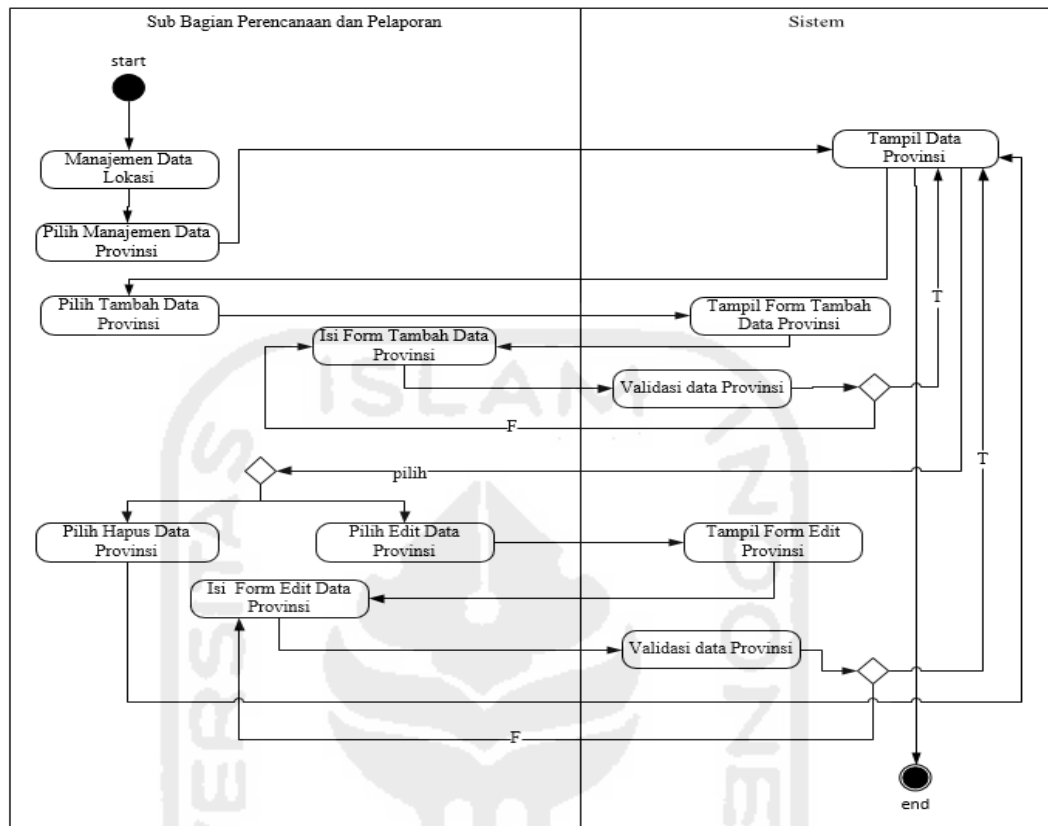 Sub Bagian Perencanaan dan Pelaporan
Sistem
start
Manajemen Data
Lokasi
Tampil Data
Provinsi
Pilih Manajemen Data
Provinsi
Pilih Tambah Data
Provinsi
Tampil Form Tambah
Data Provinsi
T
Isi Form Tambah Data
Provinsi
Validasi data Provinsi
F
T
pilih
Pilih Hapus Data
Provinsi
Pilih Edit Data
Provinsi
Tampil Form Edit
Provinsi
Isi Form Edit Data
Provinsi
Validasi data Provinsi
F
end
ISLAM